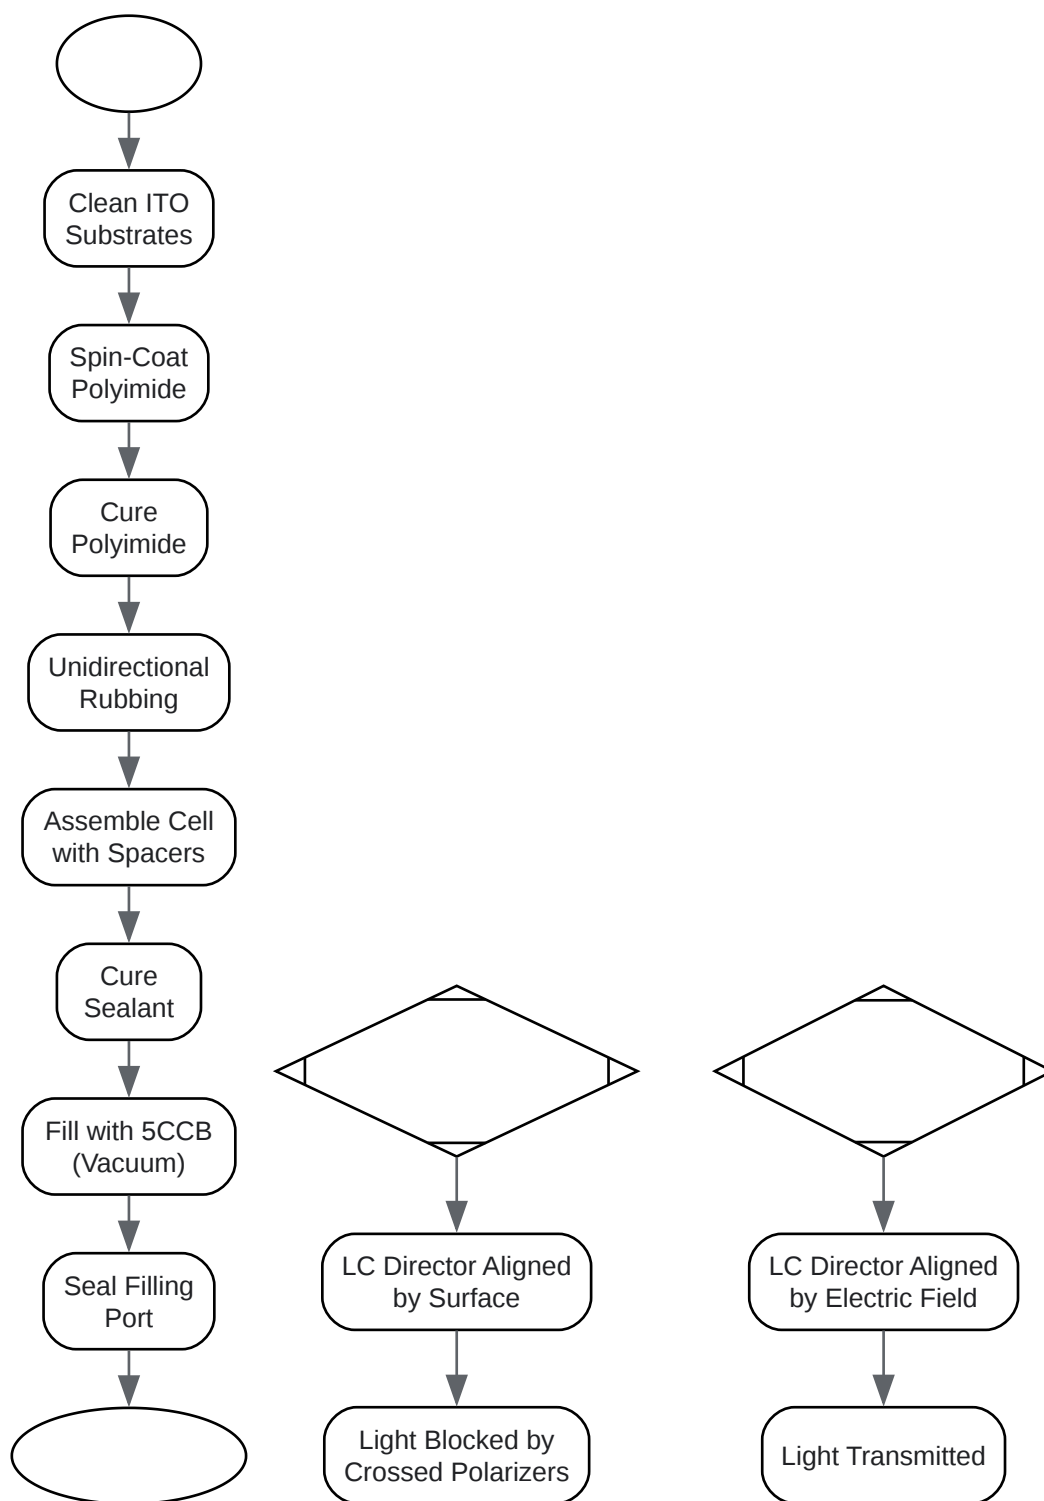 Clean ITO
Substrates
Spin-Coat
Polyimide
Cure
Polyimide
Unidirectional
Rubbing
Assemble Cell
with Spacers
Cure
Sealant
Fill with 5CCB
(Vacuum)
Seal Filling
Port
LC Director Aligned
by Surface
Light Blocked by
Crossed Polarizers
LC Director Aligned
by Electric Field
Light Transmitted